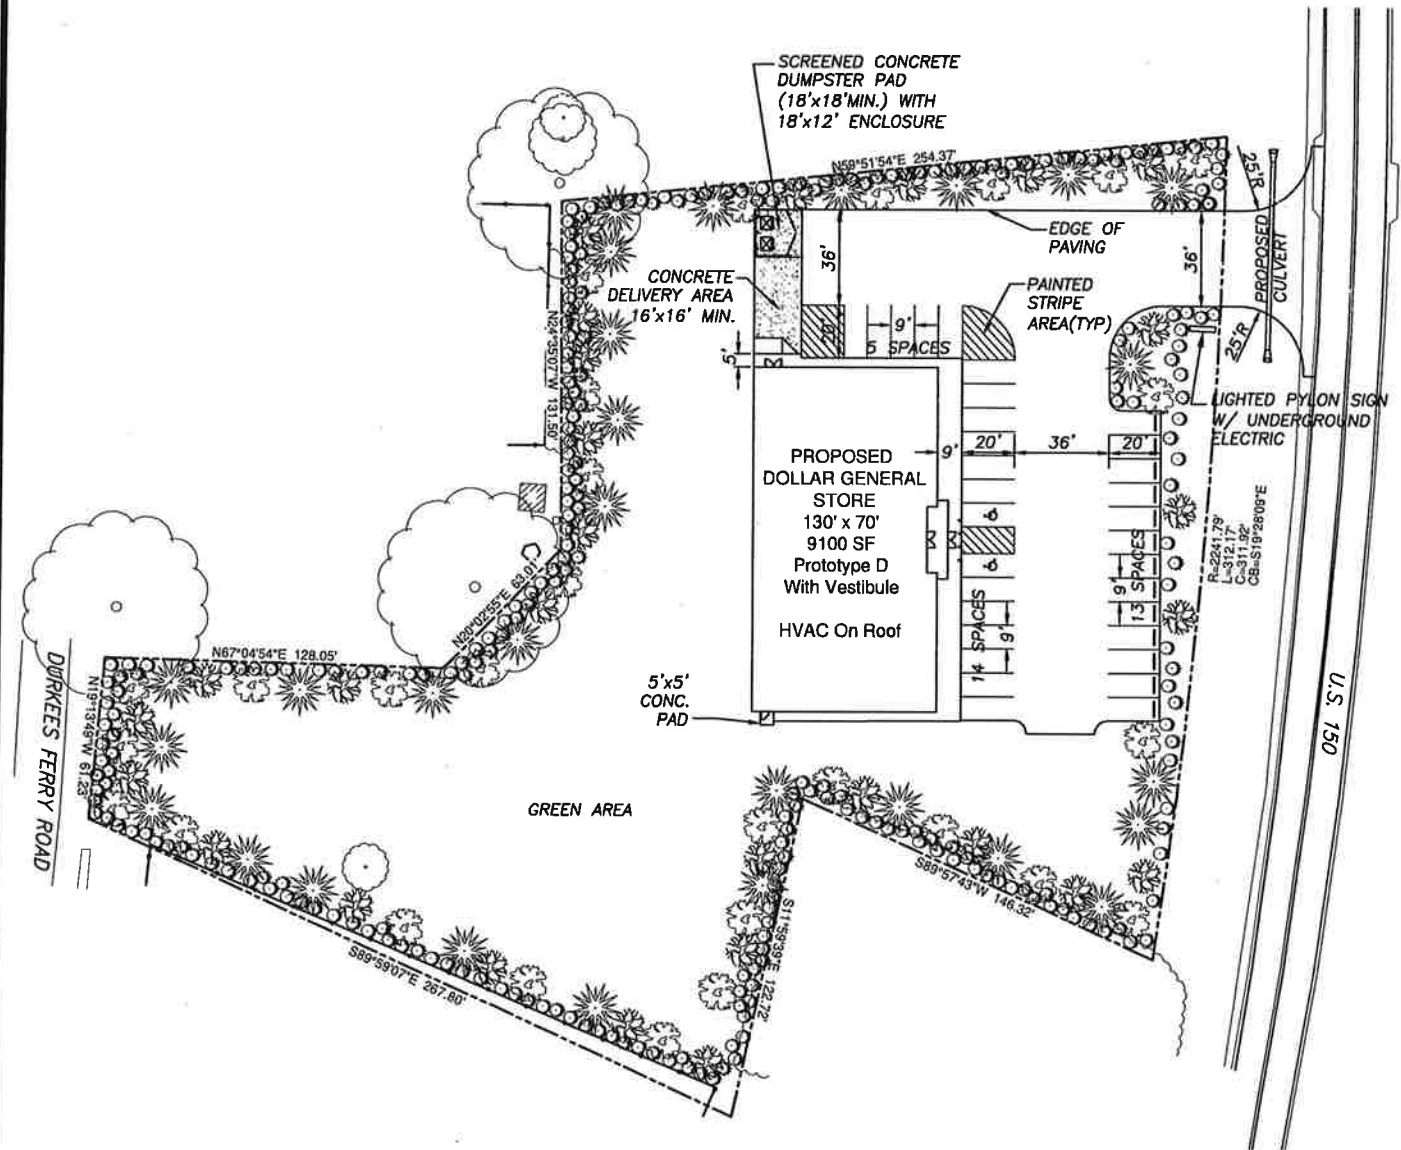 SCREENED CONCRETE
DUMPSTER PAD
(18'x18'MIN.) WITH
18'x12' ENCLOSURE
N59°51'54"E 254.37'
25'R
EDGE OF
PAVING
36'
36'
PROPOSED
CULVERT
CONCRETE
DELIVERY AREA
16'x16' MIN.
PAINTED
STRIPE
AREA(TYP)
20'
9'
5 SPACES
5'
25'R
N24°35'07"W 131.50'
LIGHTED PYLON SIGN
W/ UNDERGROUND
ELECTRIC
9'
20'
36'
20'
PROPOSED
DOLLAR GENERAL
STORE
130' x 70'
9100 SF
Prototype D
With Vestibule
HVAC On Roof
R=2241.79'
L=312.17'
C=311.92'
CB=S19°28'09"E
9'
13 SPACES
14 SPACES
9'
N20°02'55"E 63.01'
N67°04'54"E 128.05'
N19°13'49"W 61.23'
DURKEES FERRY ROAD
5'x5'
CONC.
PAD
U.S. 150
GREEN AREA
S89°57'43"W 146.32'
S11°59'39"E 122.72'
S89°59'07"E 267.80'